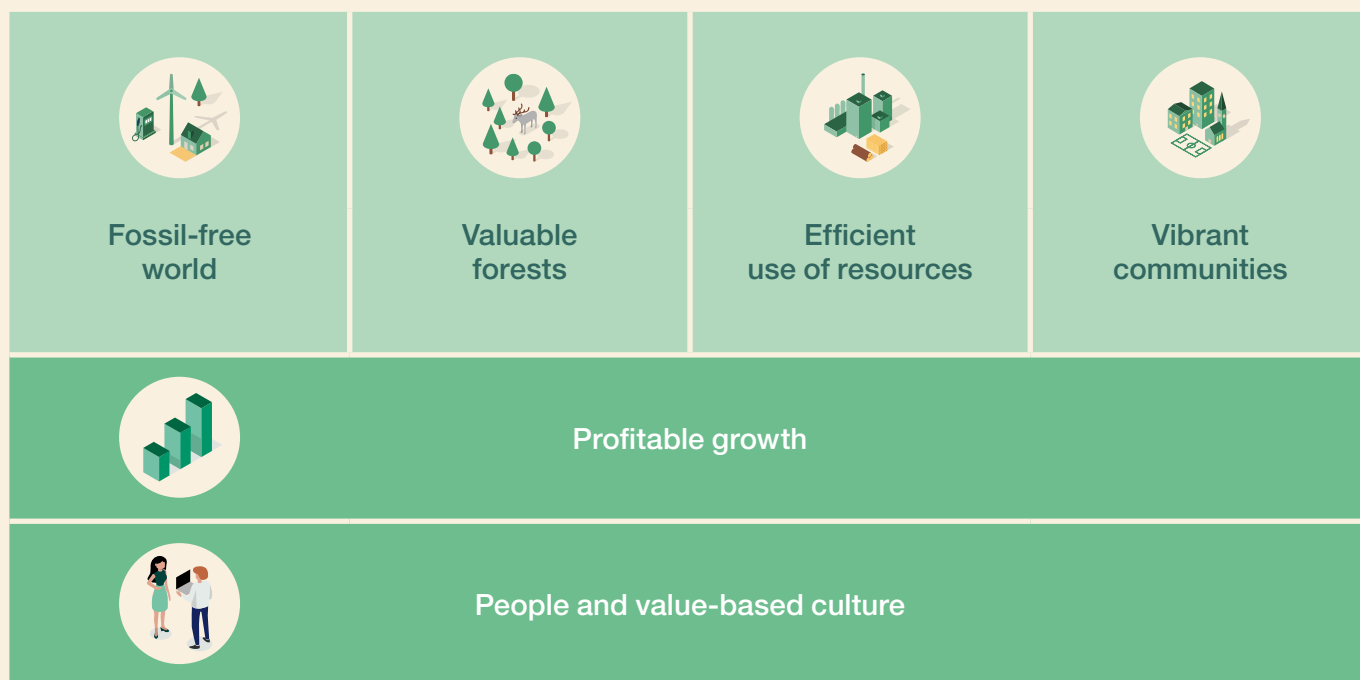 Fossil-free
world
Valuable
forests
Efficient
use of resources
Vibrant
communities
Profitable growth
People and value-based culture